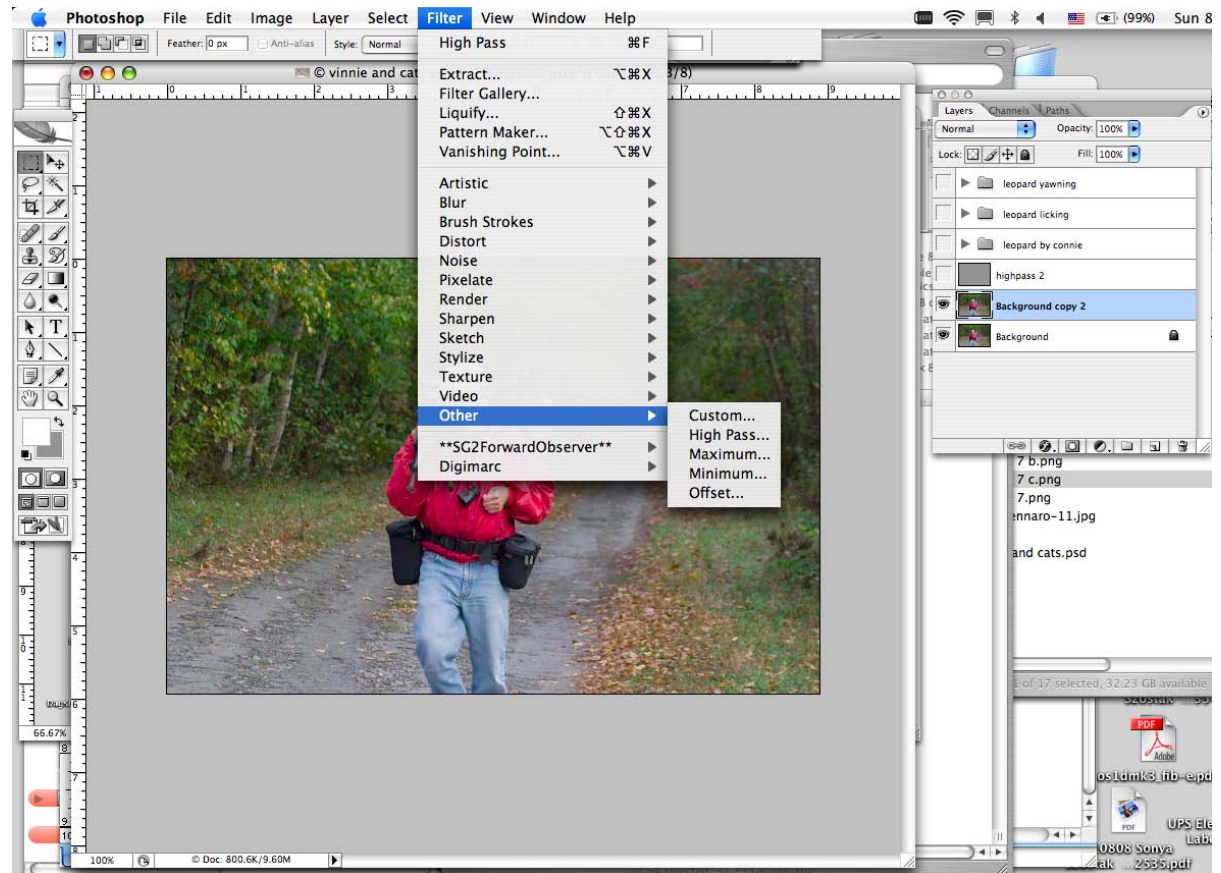 Photoshop File Edit Image Layer Select Filter View Window Help (99%) Sun 8
Feather: 0 px Anti-alias Style: Normal
© vinnie and cat
3/8)
High Pass ⌘F
Extract... ⌥⌘X
Filter Gallery...
Liquify... ⇧⌘X
Pattern Maker... ⌥⇧⌘X
Vanishing Point... ⌥⌘V
Artistic
Blur
Brush Strokes
Distort
Noise
Pixelate
Render
Sharpen
Sketch
Stylize
Texture
Video
Other
**SG2ForwardObserver**
Digimarc
Custom...
High Pass...
Maximum...
Minimum...
Offset...
Layers Channels Paths
Normal Opacity: 100%
Lock: Fill: 100%
leopard yawning
leopard licking
leopard by connie
highpass 2
Background copy 2
Background
7 b.png
7 c.png
7.png
ennaro-11.jpg
and cats.psd
1 of 17 selected, 32.23 GB available
PDF
Adobe
os1dmk3_fib-e.pd
PDF
UPS Ele
Labe
0808 Sonya
2535.pdf
66.67%
100% © Doc: 800.6K/9.60M